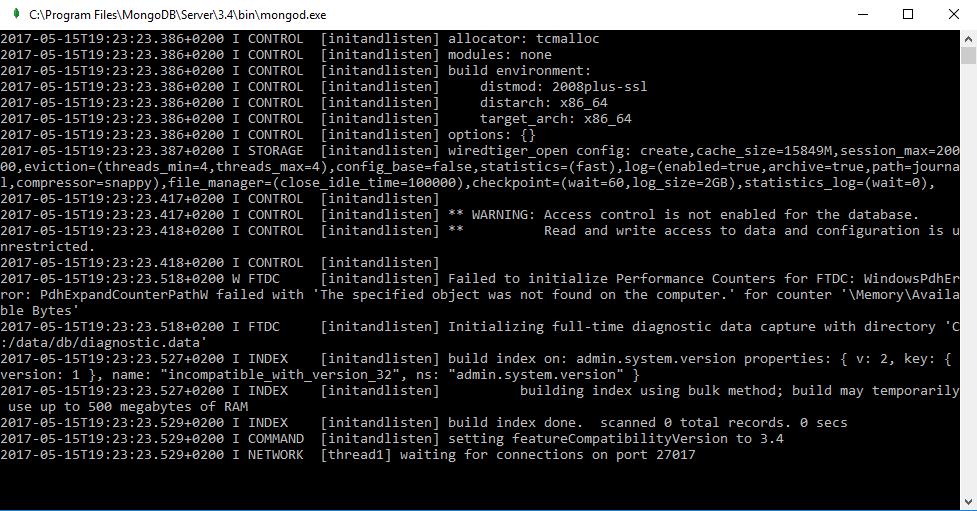 C:\Program Files\MongoDB\Server\3.4\bin\mongod.exe
2017-05-15T19:23:23.386+0200 I CONTROL  [initandlisten] allocator: tcmalloc
2017-05-15T19:23:23.386+0200 I CONTROL  [initandlisten] modules: none
2017-05-15T19:23:23.386+0200 I CONTROL  [initandlisten] build environment:
2017-05-15T19:23:23.386+0200 I CONTROL  [initandlisten]     distmod: 2008plus-ssl
2017-05-15T19:23:23.386+0200 I CONTROL  [initandlisten]     distarch: x86_64
2017-05-15T19:23:23.386+0200 I CONTROL  [initandlisten]     target_arch: x86_64
2017-05-15T19:23:23.386+0200 I CONTROL  [initandlisten] options: {}
2017-05-15T19:23:23.387+0200 I STORAGE  [initandlisten] wiredtiger_open config: create,cache_size=15849M,session_max=200
00,eviction=(threads_min=4,threads_max=4),config_base=false,statistics=(fast),log=(enabled=true,archive=true,path=journa
l,compressor=snappy),file_manager=(close_idle_time=100000),checkpoint=(wait=60,log_size=2GB),statistics_log=(wait=0),
2017-05-15T19:23:23.417+0200 I CONTROL  [initandlisten]
2017-05-15T19:23:23.417+0200 I CONTROL  [initandlisten] ** WARNING: Access control is not enabled for the database.
2017-05-15T19:23:23.418+0200 I CONTROL  [initandlisten] **          Read and write access to data and configuration is u
nrestricted.
2017-05-15T19:23:23.418+0200 I CONTROL  [initandlisten]
2017-05-15T19:23:23.518+0200 W FTDC     [initandlisten] Failed to initialize Performance Counters for FTDC: WindowsPdhEr
ror: PdhExpandCounterPathW failed with 'The specified object was not found on the computer.' for counter '\Memory\Availa
ble Bytes'
2017-05-15T19:23:23.518+0200 I FTDC     [initandlisten] Initializing full-time diagnostic data capture with directory 'C
:/data/db/diagnostic.data'
2017-05-15T19:23:23.527+0200 I INDEX    [initandlisten] build index on: admin.system.version properties: { v: 2, key: {
version: 1 }, name: "incompatible_with_version_32", ns: "admin.system.version" }
2017-05-15T19:23:23.527+0200 I INDEX    [initandlisten]          building index using bulk method; build may temporarily
 use up to 500 megabytes of RAM
2017-05-15T19:23:23.529+0200 I INDEX    [initandlisten] build index done.  scanned 0 total records. 0 secs
2017-05-15T19:23:23.529+0200 I COMMAND  [initandlisten] setting featureCompatibilityVersion to 3.4
2017-05-15T19:23:23.529+0200 I NETWORK  [thread1] waiting for connections on port 27017